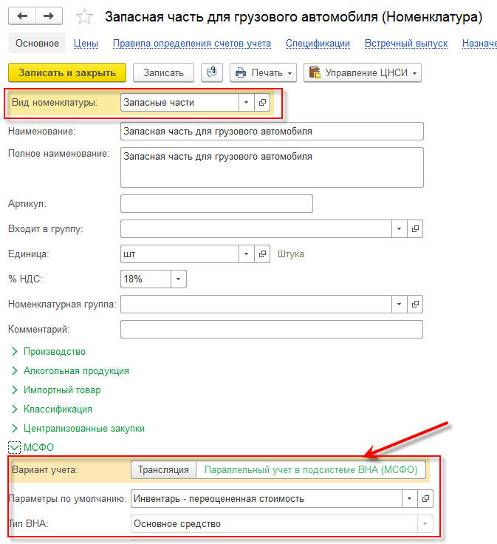 Запасная часть для грузового автомобиля (Номенклатура)
Основное Цены Правила определения счетов учета Спецификации Встречный выпуск Назначе
Записать и закрыть Записать Печать Управление ЦНСИ
Вид номенклатуры: Запасные части
Наименование: Запасная часть для грузового автомобиля
Полное наименование: Запасная часть для грузового автомобиля
Артикул:
Входит в группу:
Единица: шт Штука
% НДС: 18%
Номенклатурная группа:
Комментарий:
Производство
Алкогольная продукция
Импортный товар
Классификация
Централизованные закупки
МСФО
Вариант учета: Трансляция Параллельный учет в подсистеме ВНА (МСФО)
Параметры по умолчанию: Инвентарь - переоцененная стоимость
Тип ВНА: Основное средство